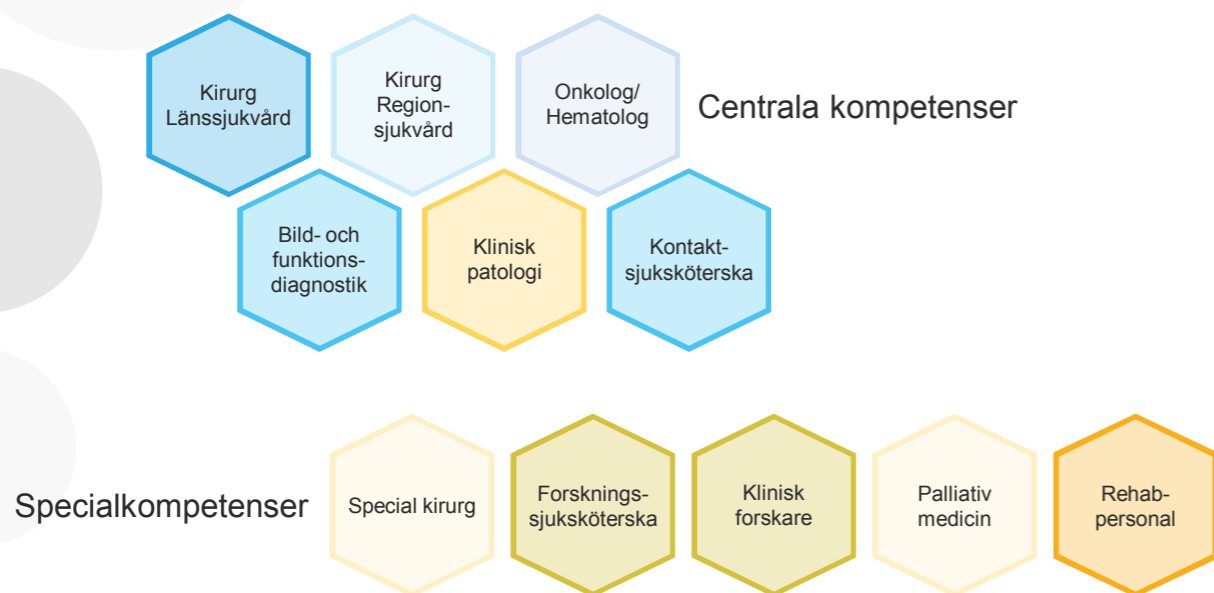 Kirurg
Länssjukvård
Kirurg
Region-
sjukvård
Onkolog/
Hematolog
Centrala kompetenser
Bild- och
funktions-
diagnostik
Klinisk
patologi
Kontakt-
sjuksköterska
Specialkompetenser
Special kirurg
Forsknings-
sjuksköterska
Klinisk
forskare
Palliativ
medicin
Rehab-
personal